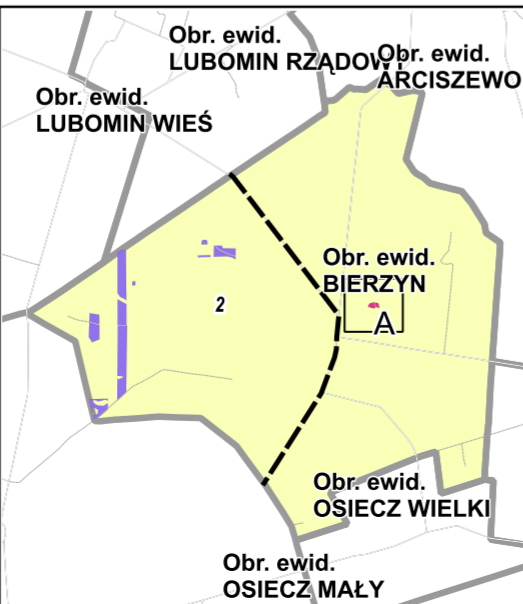 Obr. ewid.
LUBOMIN RZĄDOWY
Obr. ewid.
ARCISZEWO
Obr. ewid.
LUBOMIN WIEŚ
Obr. ewid.
BIERZYN
2
A
Obr. ewid.
OSIECZ WIELKI
Obr. ewid.
OSIECZ MAŁY